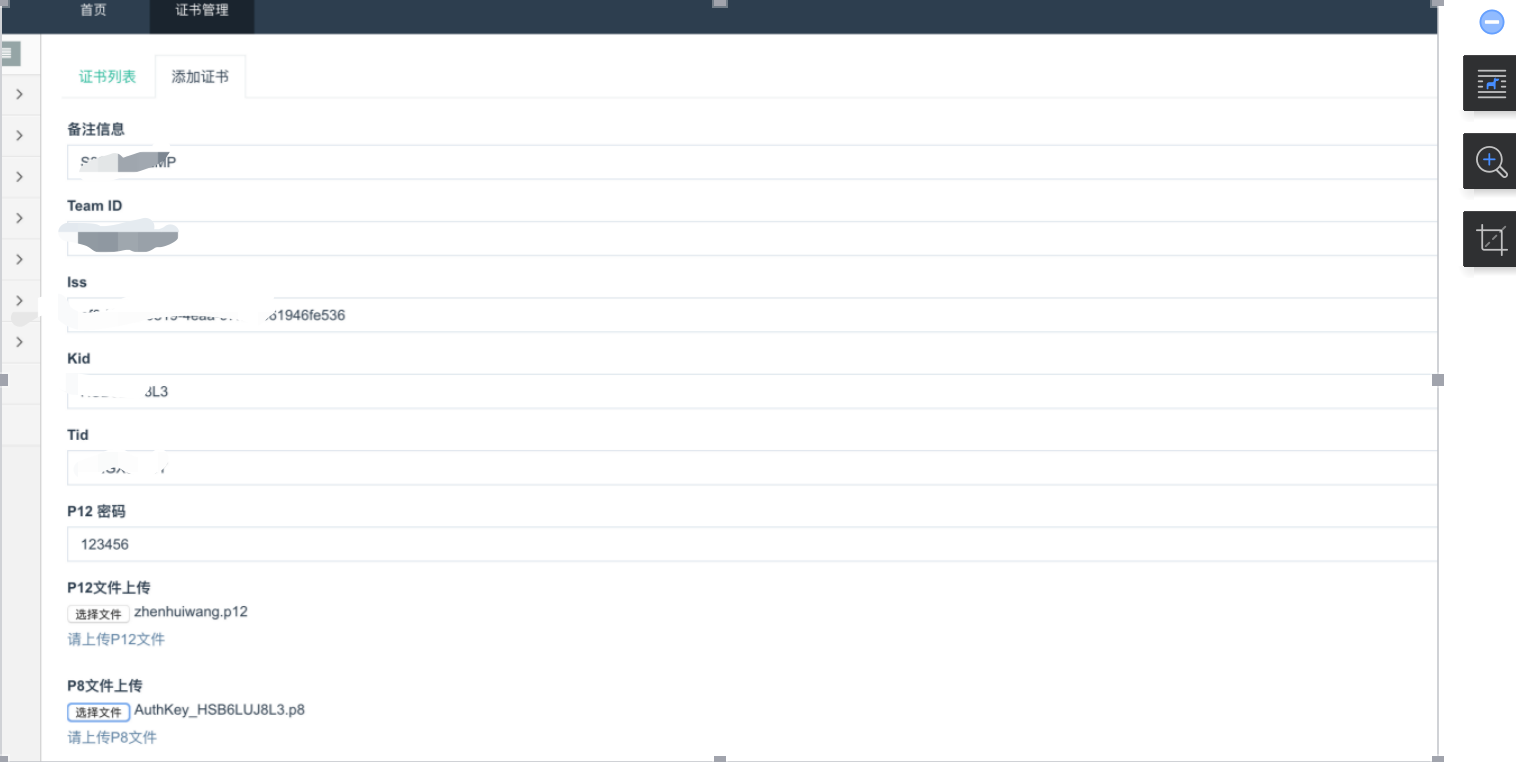 首页 证书管理
证书列表 添加证书
备注信息
MP
Team ID
Iss
61946fe536
Kid
L3
Tid
P12 密码
123456
P12文件上传
选择文件 zhenhuiwang.p12
请上传P12文件
P8文件上传
选择文件 AuthKey_HSB6LUJ8L3.p8
请上传P8文件